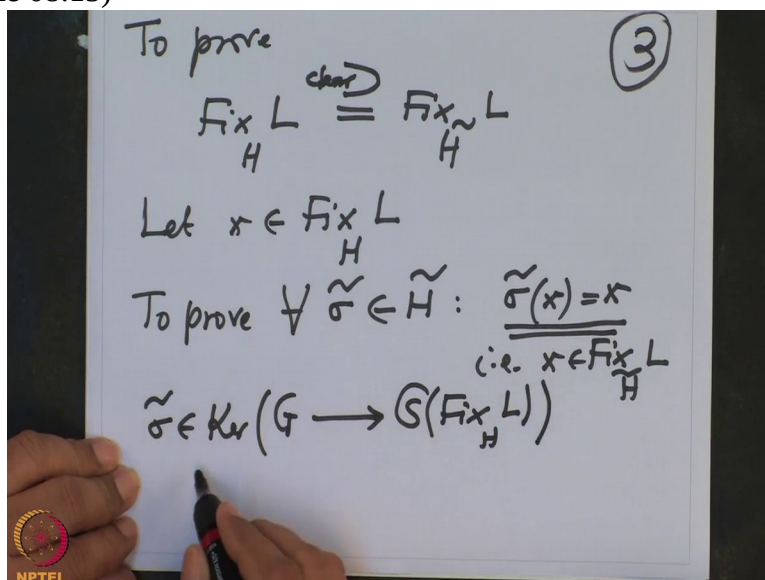 To prove
③
clear ⊃
Fix_H L = Fix_H̃ L
Let x ∈ Fix_H L
To prove ∀ σ̃ ∈ H̃ : σ̃(x) = x
i.e. x ∈ Fix_H̃ L
σ̃ ∈ Ker (G ⟶ 𝔖(Fix_H L))
NPTEL